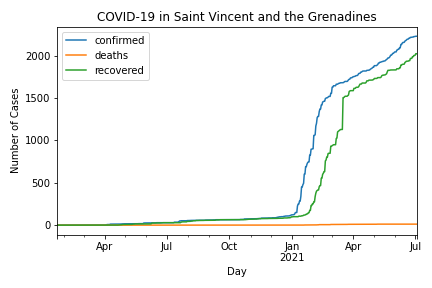 COVID-19 in Saint Vincent and the Grenadines
confirmed
deaths
recovered
Number of Cases
2000
1500
1000
500
0
Apr
Jul
Oct
Jan
2021
Apr
Jul
Day